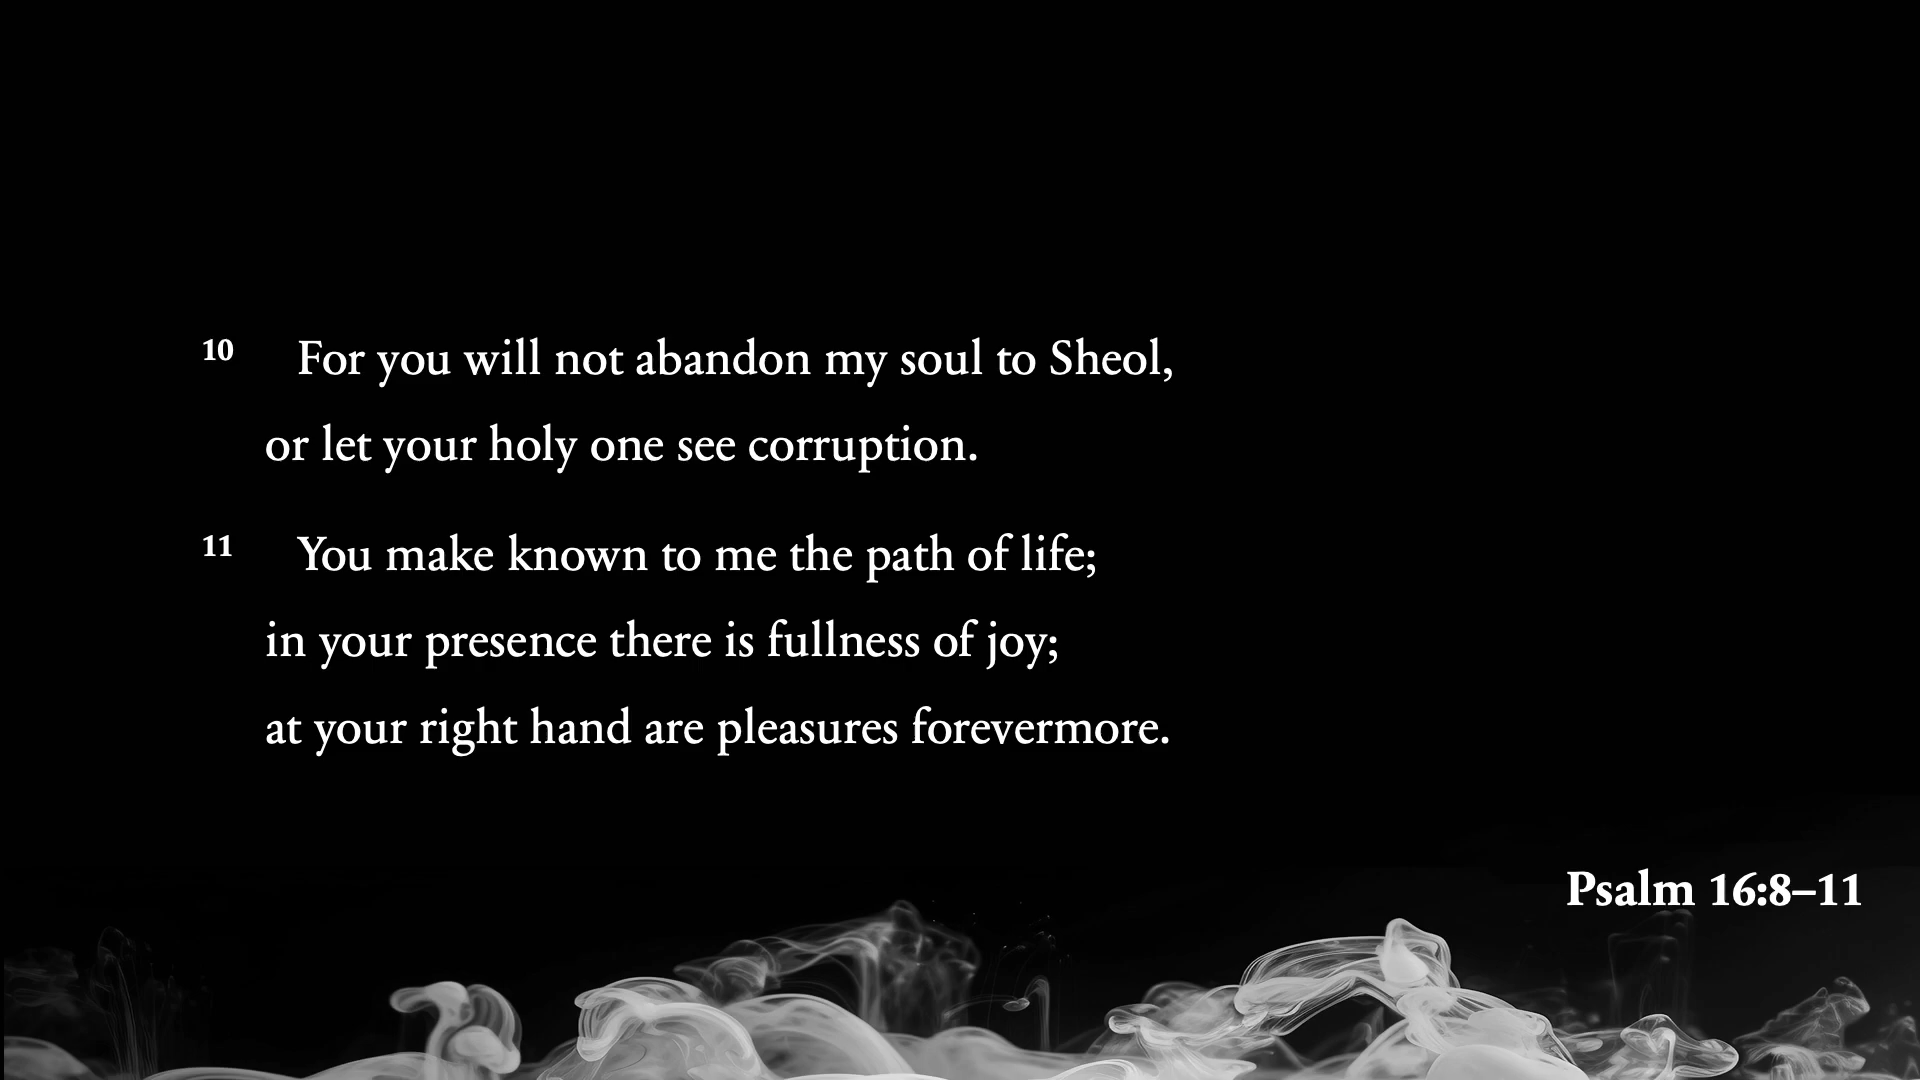 10 For you will not abandon my soul to Sheol,
or let your holy one see corruption.
11 You make known to me the path of life;
in your presence there is fullness of joy;
at your right hand are pleasures forevermore.
Psalm 16:8–11